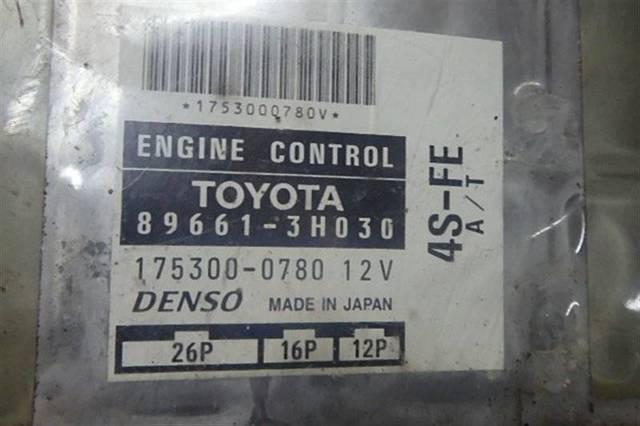 *1753000780V*
ENGINE CONTROL
TOYOTA
89661-3H030
175300-0780 12V
DENSO MADE IN JAPAN
26P 16P 12P
4S-FE
A/T